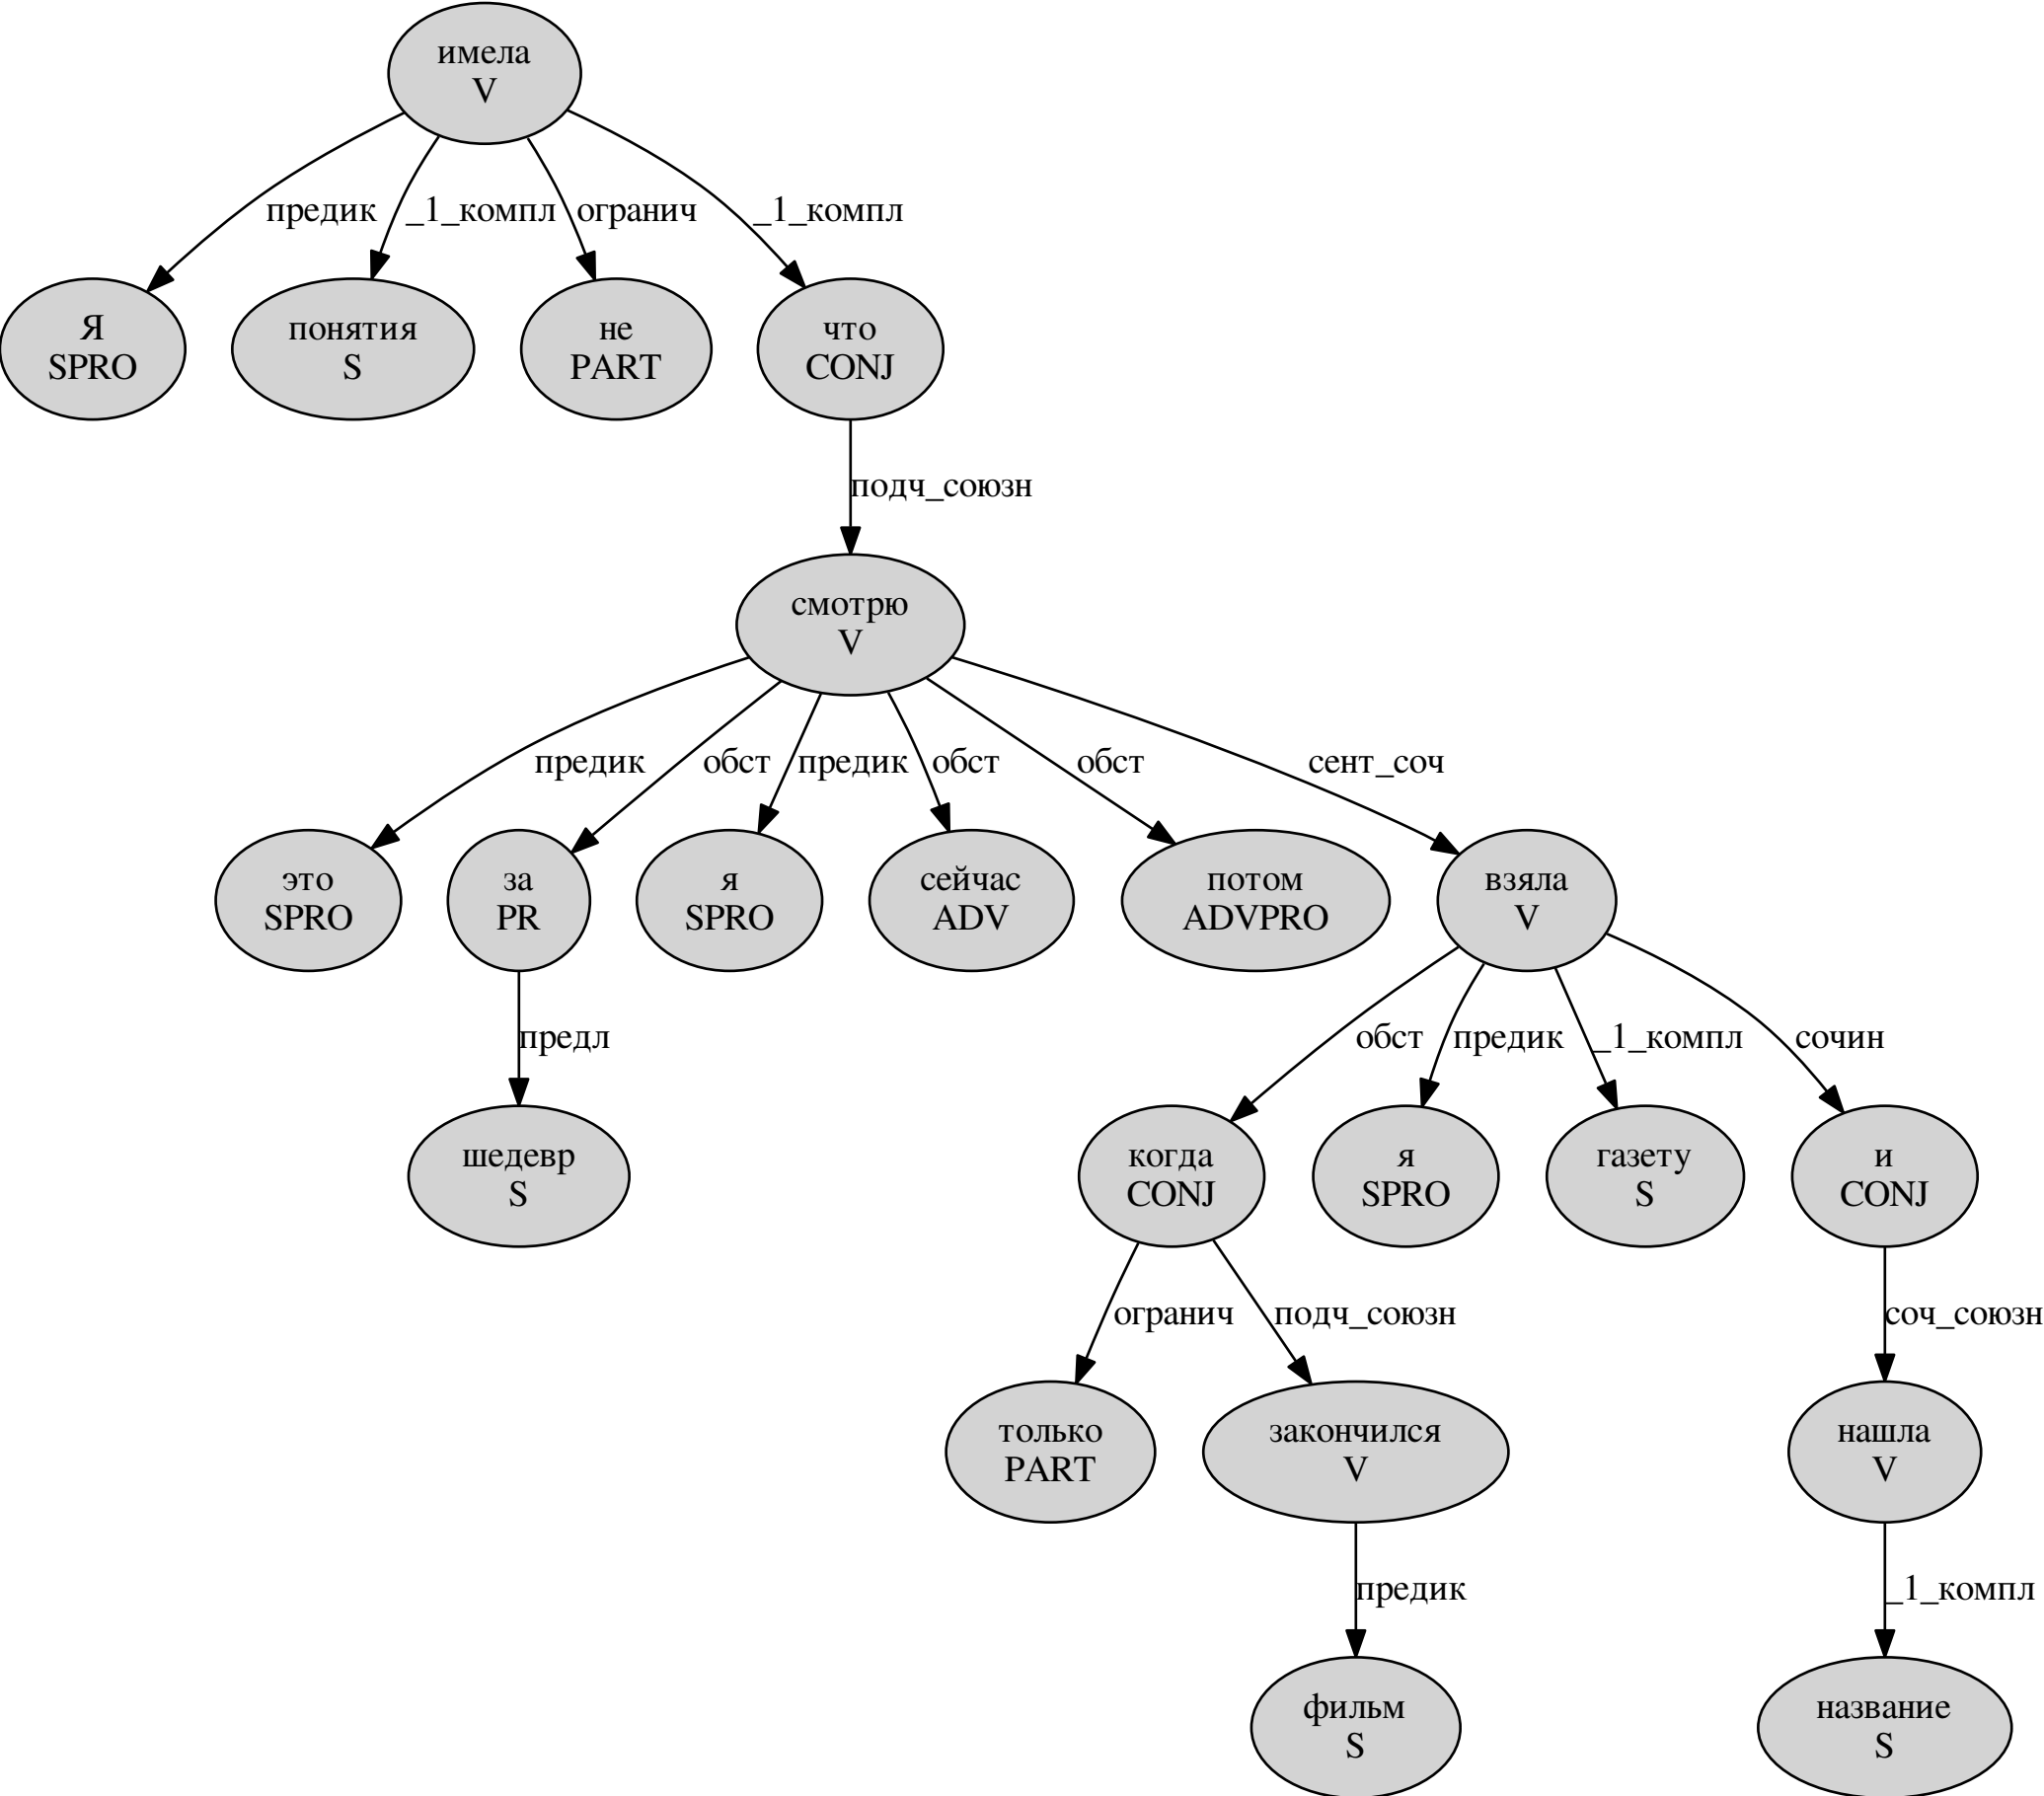 имела
V
предик
_1_компл
огранич
_1_компл
Я
SPRO
понятия
S
не
PART
что
CONJ
подч_союзн
смотрю
V
предик
обст
предик
обст
обст
сент_соч
это
SPRO
за
PR
я
SPRO
сейчас
ADV
потом
ADVPRO
взяла
V
предл
обст
предик
_1_компл
сочин
шедевр
S
когда
CONJ
я
SPRO
газету
S
и
CONJ
огранич
подч_союзн
соч_союзн
только
PART
закончился
V
нашла
V
предик
_1_компл
фильм
S
название
S